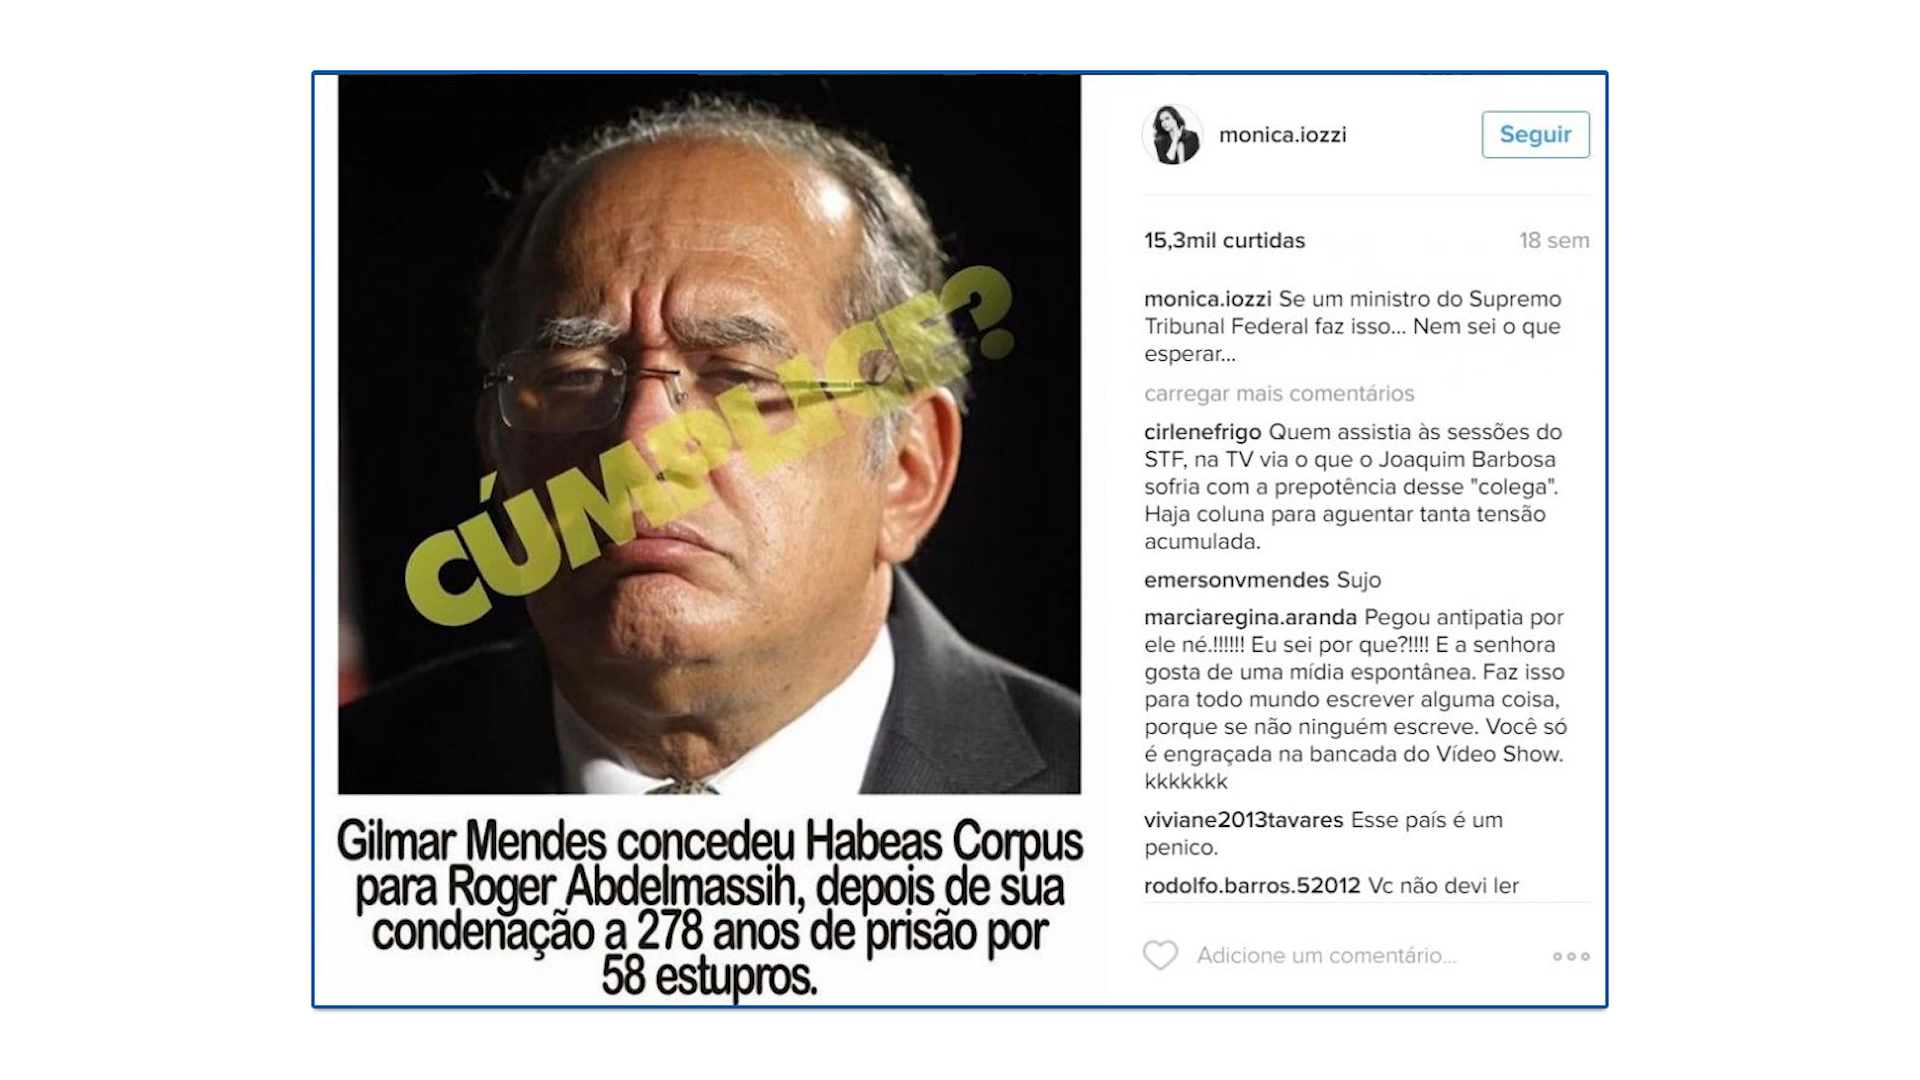 CÚMPLICE?
Gilmar Mendes concedeu Habeas Corpus
para Roger Abdelmassih, depois de sua
condenação a 278 anos de prisão por
58 estupros.
monica.iozzi
Seguir
15,3mil curtidas
18 sem
monica.iozzi Se um ministro do Supremo
Tribunal Federal faz isso... Nem sei o que
esperar...
carregar mais comentários
cirlenefrigo Quem assistia às sessões do
STF, na TV via o que o Joaquim Barbosa
sofria com a prepotência desse "colega".
Haja coluna para aguentar tanta tensão
acumulada.
emersonvmendes Sujo
marciaregina.aranda Pegou antipatia por
ele né.!!!!!! Eu sei por que?!!!! E a senhora
gosta de uma mídia espontânea. Faz isso
para todo mundo escrever alguma coisa,
porque se não ninguém escreve. Você só
é engraçada na bancada do Vídeo Show.
kkkkkkk
viviane2013tavares Esse país é um
penico.
rodolfo.barros.52012 Vc não devi ler
Adicione um comentário...